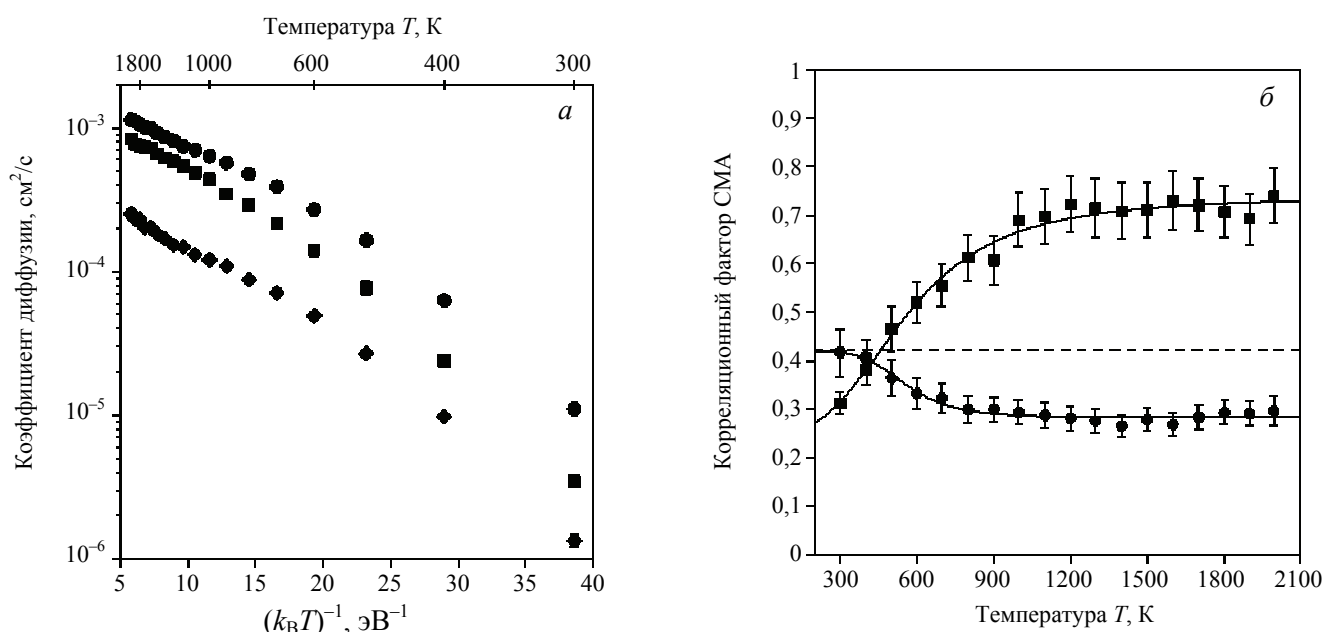 Температура T, К
1800 1000 600 400 300
а
10⁻³
10⁻⁴
10⁻⁵
10⁻⁶
Коэффициент диффузии, см²/с
5 10 15 20 25 30 35 40
(k_BT)⁻¹, эВ⁻¹
б
1
0,9
0,8
0,7
0,6
0,5
0,4
0,3
0,2
0,1
0
Корреляционный фактор СМА
300 600 900 1200 1500 1800 2100
Температура T, К